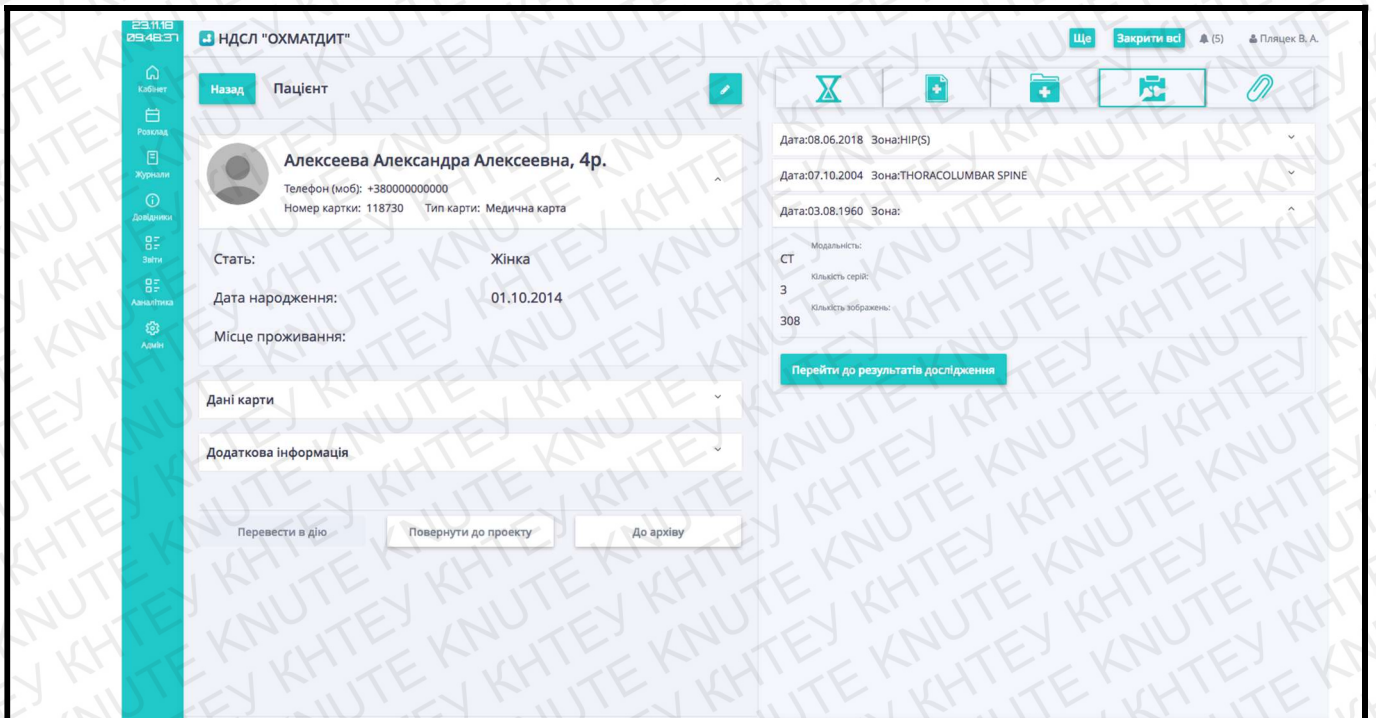 23.11.18
09:46:37
НДСЛ "ОХМАТДИТ"
Ще
Закрити всі
(5)
Пляцек В. А.
Кабінет
Розклад
Журнали
Довідники
Звіти
Ааналітика
Адмін
Назад
Пацієнт
Алексеева Александра Алексеевна, 4р.
Телефон (моб): +380000000000
Номер картки: 118730 Тип карти: Медична карта
Стать: Жінка
Дата народження: 01.10.2014
Місце проживання:
Дані карти
Додаткова інформація
Перевести в дію
Повернути до проекту
До архіву
Дата:08.06.2018 Зона:HIP(S)
Дата:07.10.2004 Зона:THORACOLUMBAR SPINE
Дата:03.08.1960 Зона:
Модальність:
CT
Кількість серій:
3
Кількість зображень:
308
Перейти до результатів дослідження